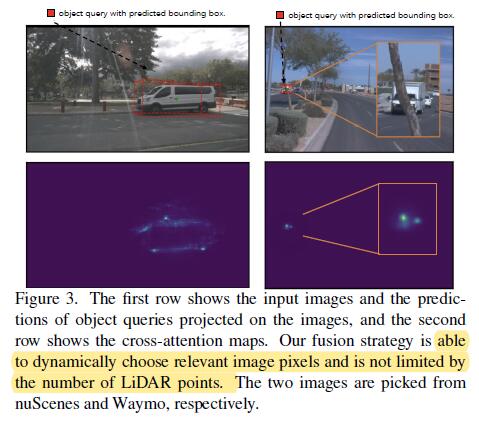 object query with predicted bounding box.
object query with predicted bounding box.
Figure 3. The first row shows the input images and the predic-
tions of object queries projected on the images, and the second
row shows the cross-attention maps. Our fusion strategy is able
to dynamically choose relevant image pixels and is not limited by
the number of LiDAR points. The two images are picked from
nuScenes and Waymo, respectively.